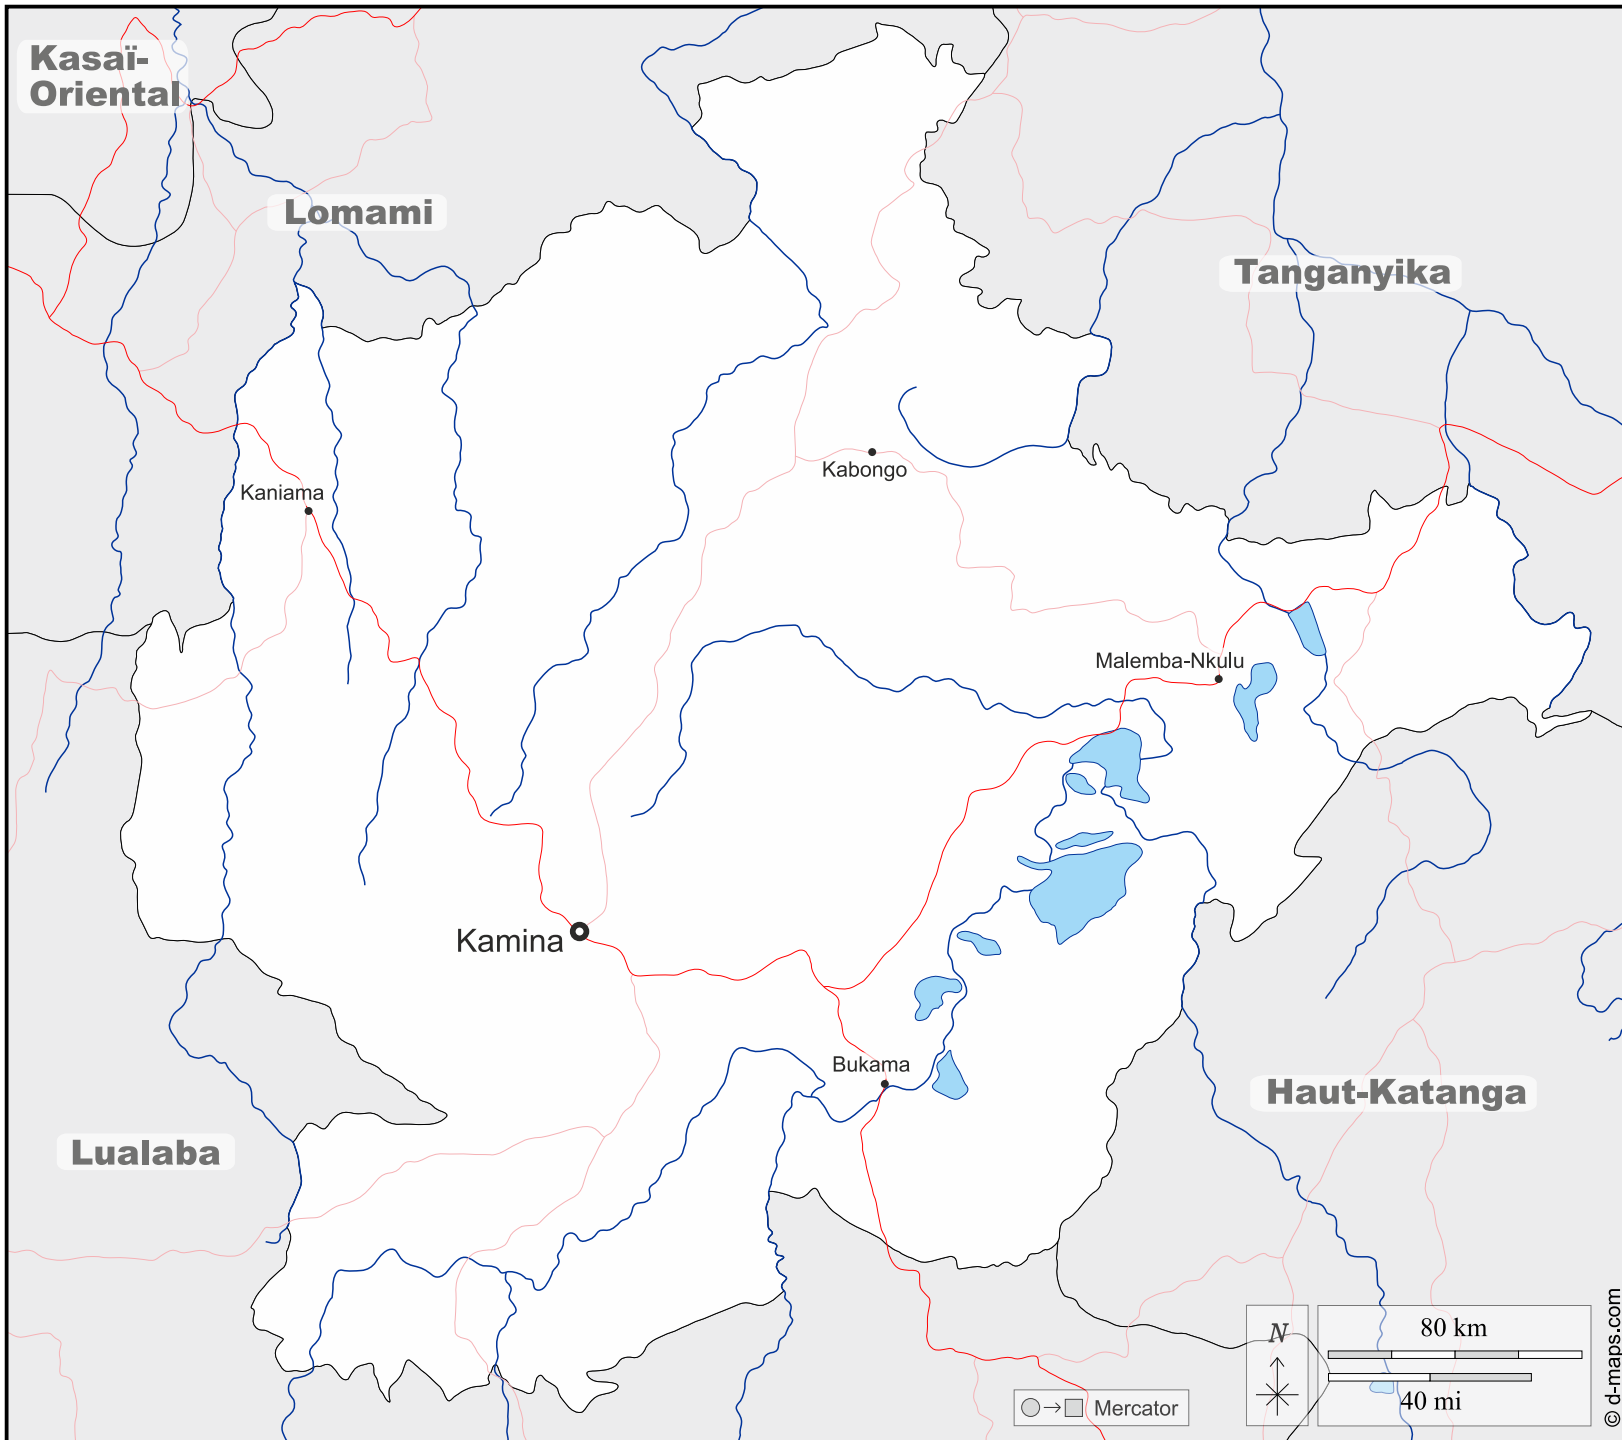 Kasaï-
Oriental
Lomami
Tanganyika
Kabongo
Kaniama
Malemba-Nkulu
Kamina
Bukama
Haut-Katanga
Lualaba
N
80 km
40 mi
Mercator
© d-maps.com